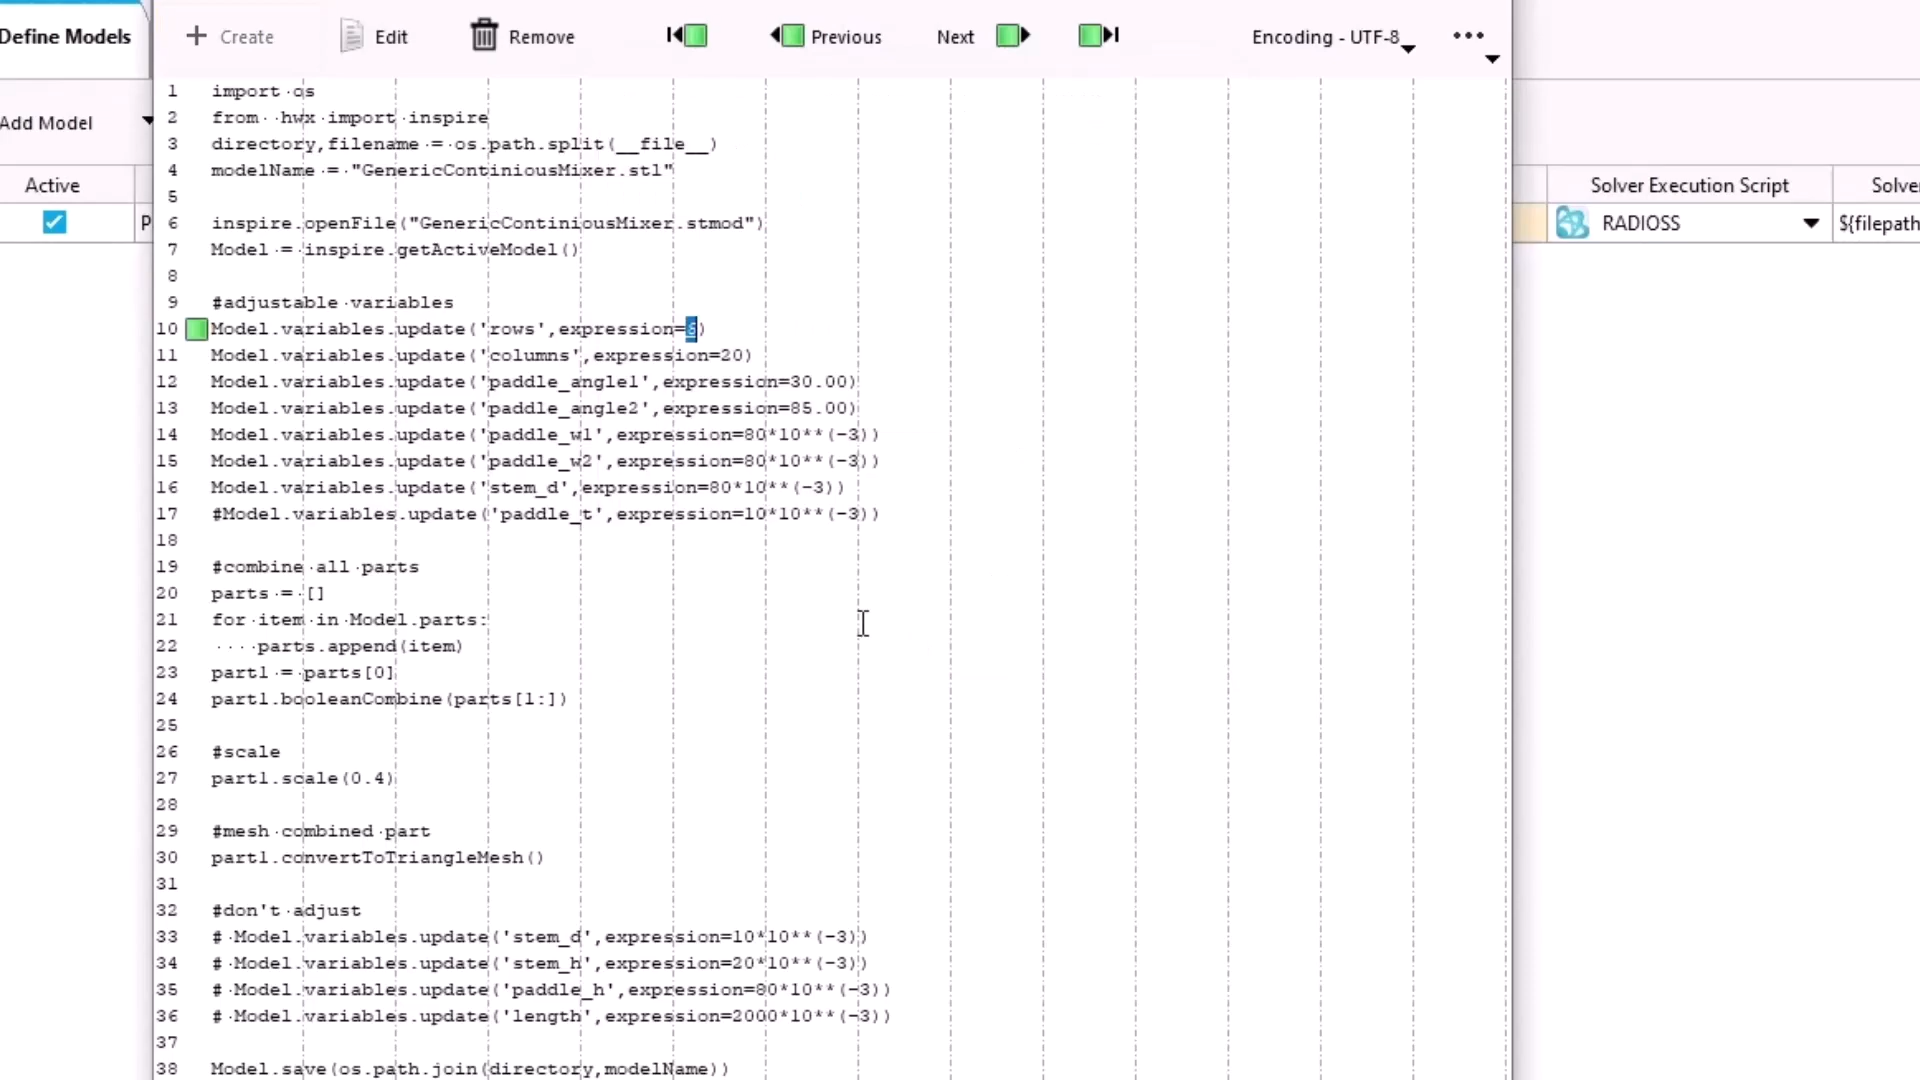 Define Models
Create
Edit
Remove
Previous
Next
Encoding - UTF-8
Add Model
Active
Solver Execution Script
Solve
P
RADIOSS
${filepath
1 import os
2 from  hwx import inspire
3 directory,filename = os.path.split(__file__)
4 modelName = "GenericContiniousMixer.stl"
5
6 inspire.openFile("GenericContiniousMixer.stmod")
7 Model = inspire.getActiveModel()
8
9 #adjustable variables
10 Model.variables.update('rows',expression=6)
11 Model.variables.update('columns',expression=20)
12 Model.variables.update('paddle_angle1',expression=30.00)
13 Model.variables.update('paddle_angle2',expression=85.00)
14 Model.variables.update('paddle_w1',expression=80*10**(-3))
15 Model.variables.update('paddle_w2',expression=80*10**(-3))
16 Model.variables.update('stem_d',expression=80*10**(-3))
17 #Model.variables.update('paddle_t',expression=10*10**(-3))
18
19 #combine all parts
20 parts = []
21 for item in Model.parts:
22     parts.append(item)
23 part1 = parts[0]
24 part1.booleanCombine(parts[1:])
25
26 #scale
27 part1.scale(0.4)
28
29 #mesh combined part
30 part1.convertToTriangleMesh()
31
32 #don't adjust
33 # Model.variables.update('stem_d',expression=10*10**(-3))
34 # Model.variables.update('stem_h',expression=20*10**(-3))
35 # Model.variables.update('paddle_h',expression=80*10**(-3))
36 # Model.variables.update('length',expression=2000*10**(-3))
37
38 Model.save(os.path.join(directory,modelName))